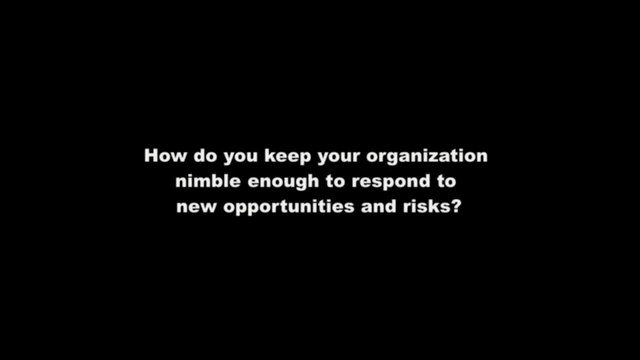 How do you keep your organization
nimble enough to respond to
new opportunities and risks?